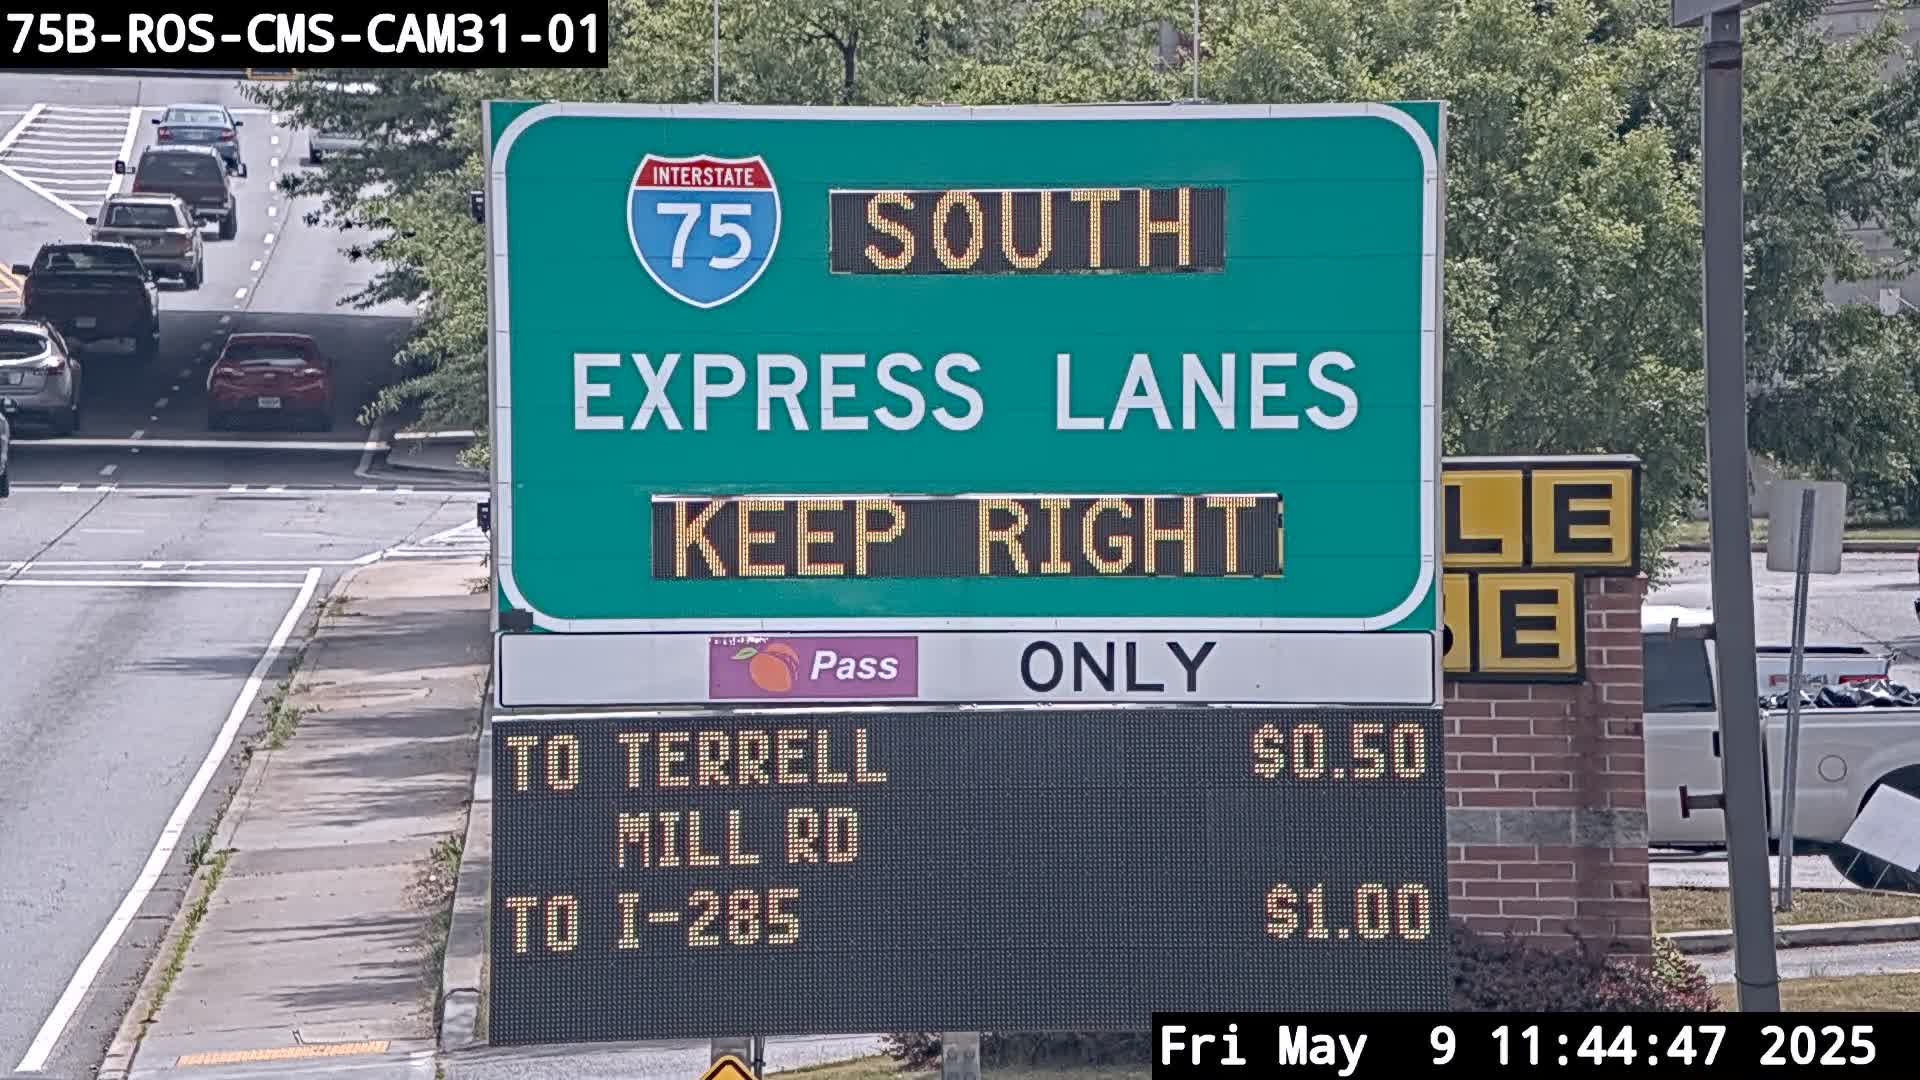 75B-ROS-CMS-CAM31-01
INTERSTATE
75
SOUTH
EXPRESS LANES
KEEP RIGHT
Pass ONLY
TO TERRELL $0.50
MILL RD
TO I-285 $1.00
LE
E
Fri May 9 11:44:47 2025